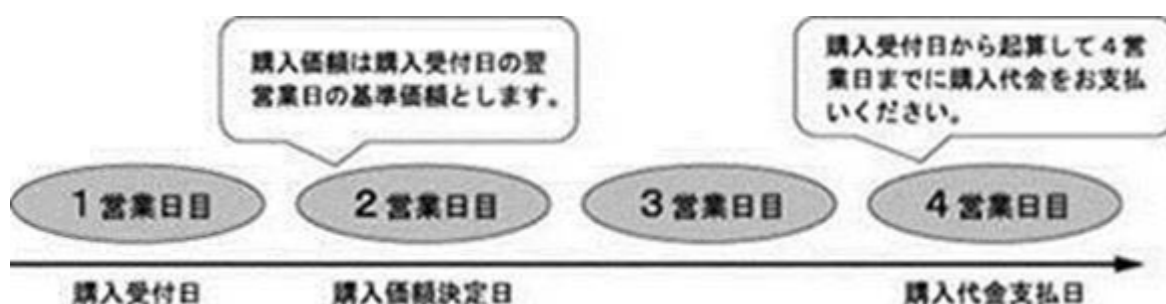 購入価額は購入受付日の翌
営業日の基準価額とします。
購入受付日から起算して４営
業日までに購入代金をお支払
いください。
１営業日目
２営業日目
３営業日目
４営業日目
購入受付日
購入価額決定日
購入代金支払日